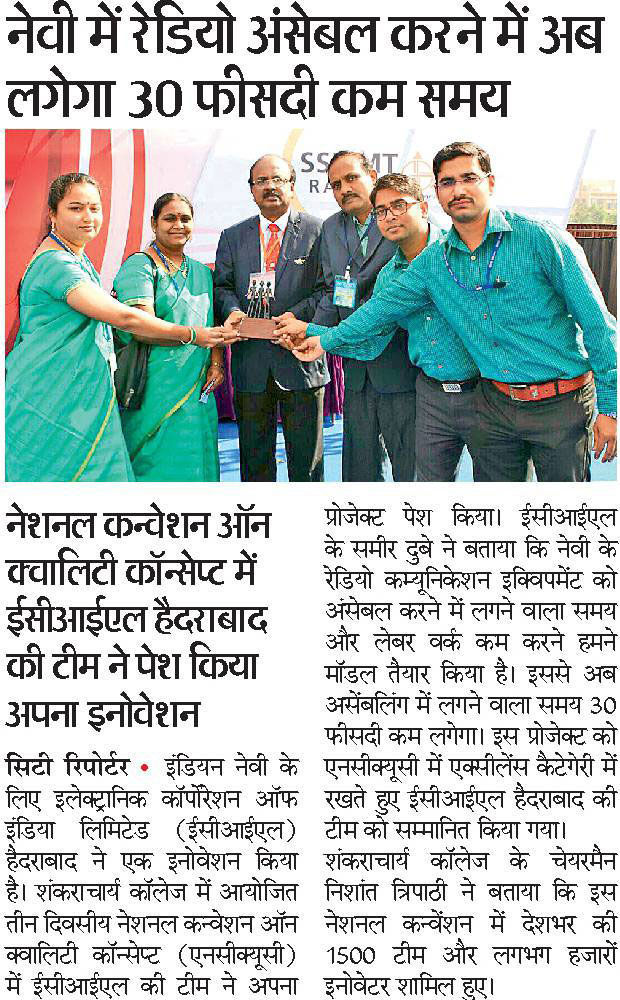 नेवी में रेडियो अंसेबल करने में अब
लगेगा 30 फीसदी कम समय
नेशनल कन्वेशन ऑन
क्वालिटी कॉन्सेप्ट में
ईसीआईएल हैदराबाद
की टीम ने पेश किया
अपना इनोवेशन
सिटी रिपोर्टर • इंडियन नेवी के
लिए इलेक्ट्रानिक कॉर्पोरेशन ऑफ
इंडिया लिमिटेड (ईसीआईएल)
हैदराबाद ने एक इनोवेशन किया
है। शंकराचार्य कॉलेज में आयोजित
तीन दिवसीय नेशनल कन्वेशन ऑन
क्वालिटी कॉन्सेप्ट (एनसीक्यूसी)
में ईसीआईएल की टीम ने अपना
प्रोजेक्ट पेश किया। ईसीआईएल
के समीर दुबे ने बताया कि नेवी के
रेडियो कम्यूनिकेशन इक्विपमेंट को
अंसेबल करने में लगने वाला समय
और लेबर वर्क कम करने हमने
मॉडल तैयार किया है। इससे अब
असेंबलिंग में लगने वाला समय 30
फीसदी कम लगेगा। इस प्रोजेक्ट को
एनसीक्यूसी में एक्सीलेंस कैटेगेरी में
रखते हुए ईसीआईएल हैदराबाद की
टीम को सम्मानित किया गया।
शंकराचार्य कॉलेज के चेयरमैन
निशांत त्रिपाठी ने बताया कि इस
नेशनल कन्वेंशन में देशभर की
1500 टीम और लगभग हजारों
इनोवेटर शामिल हुए।